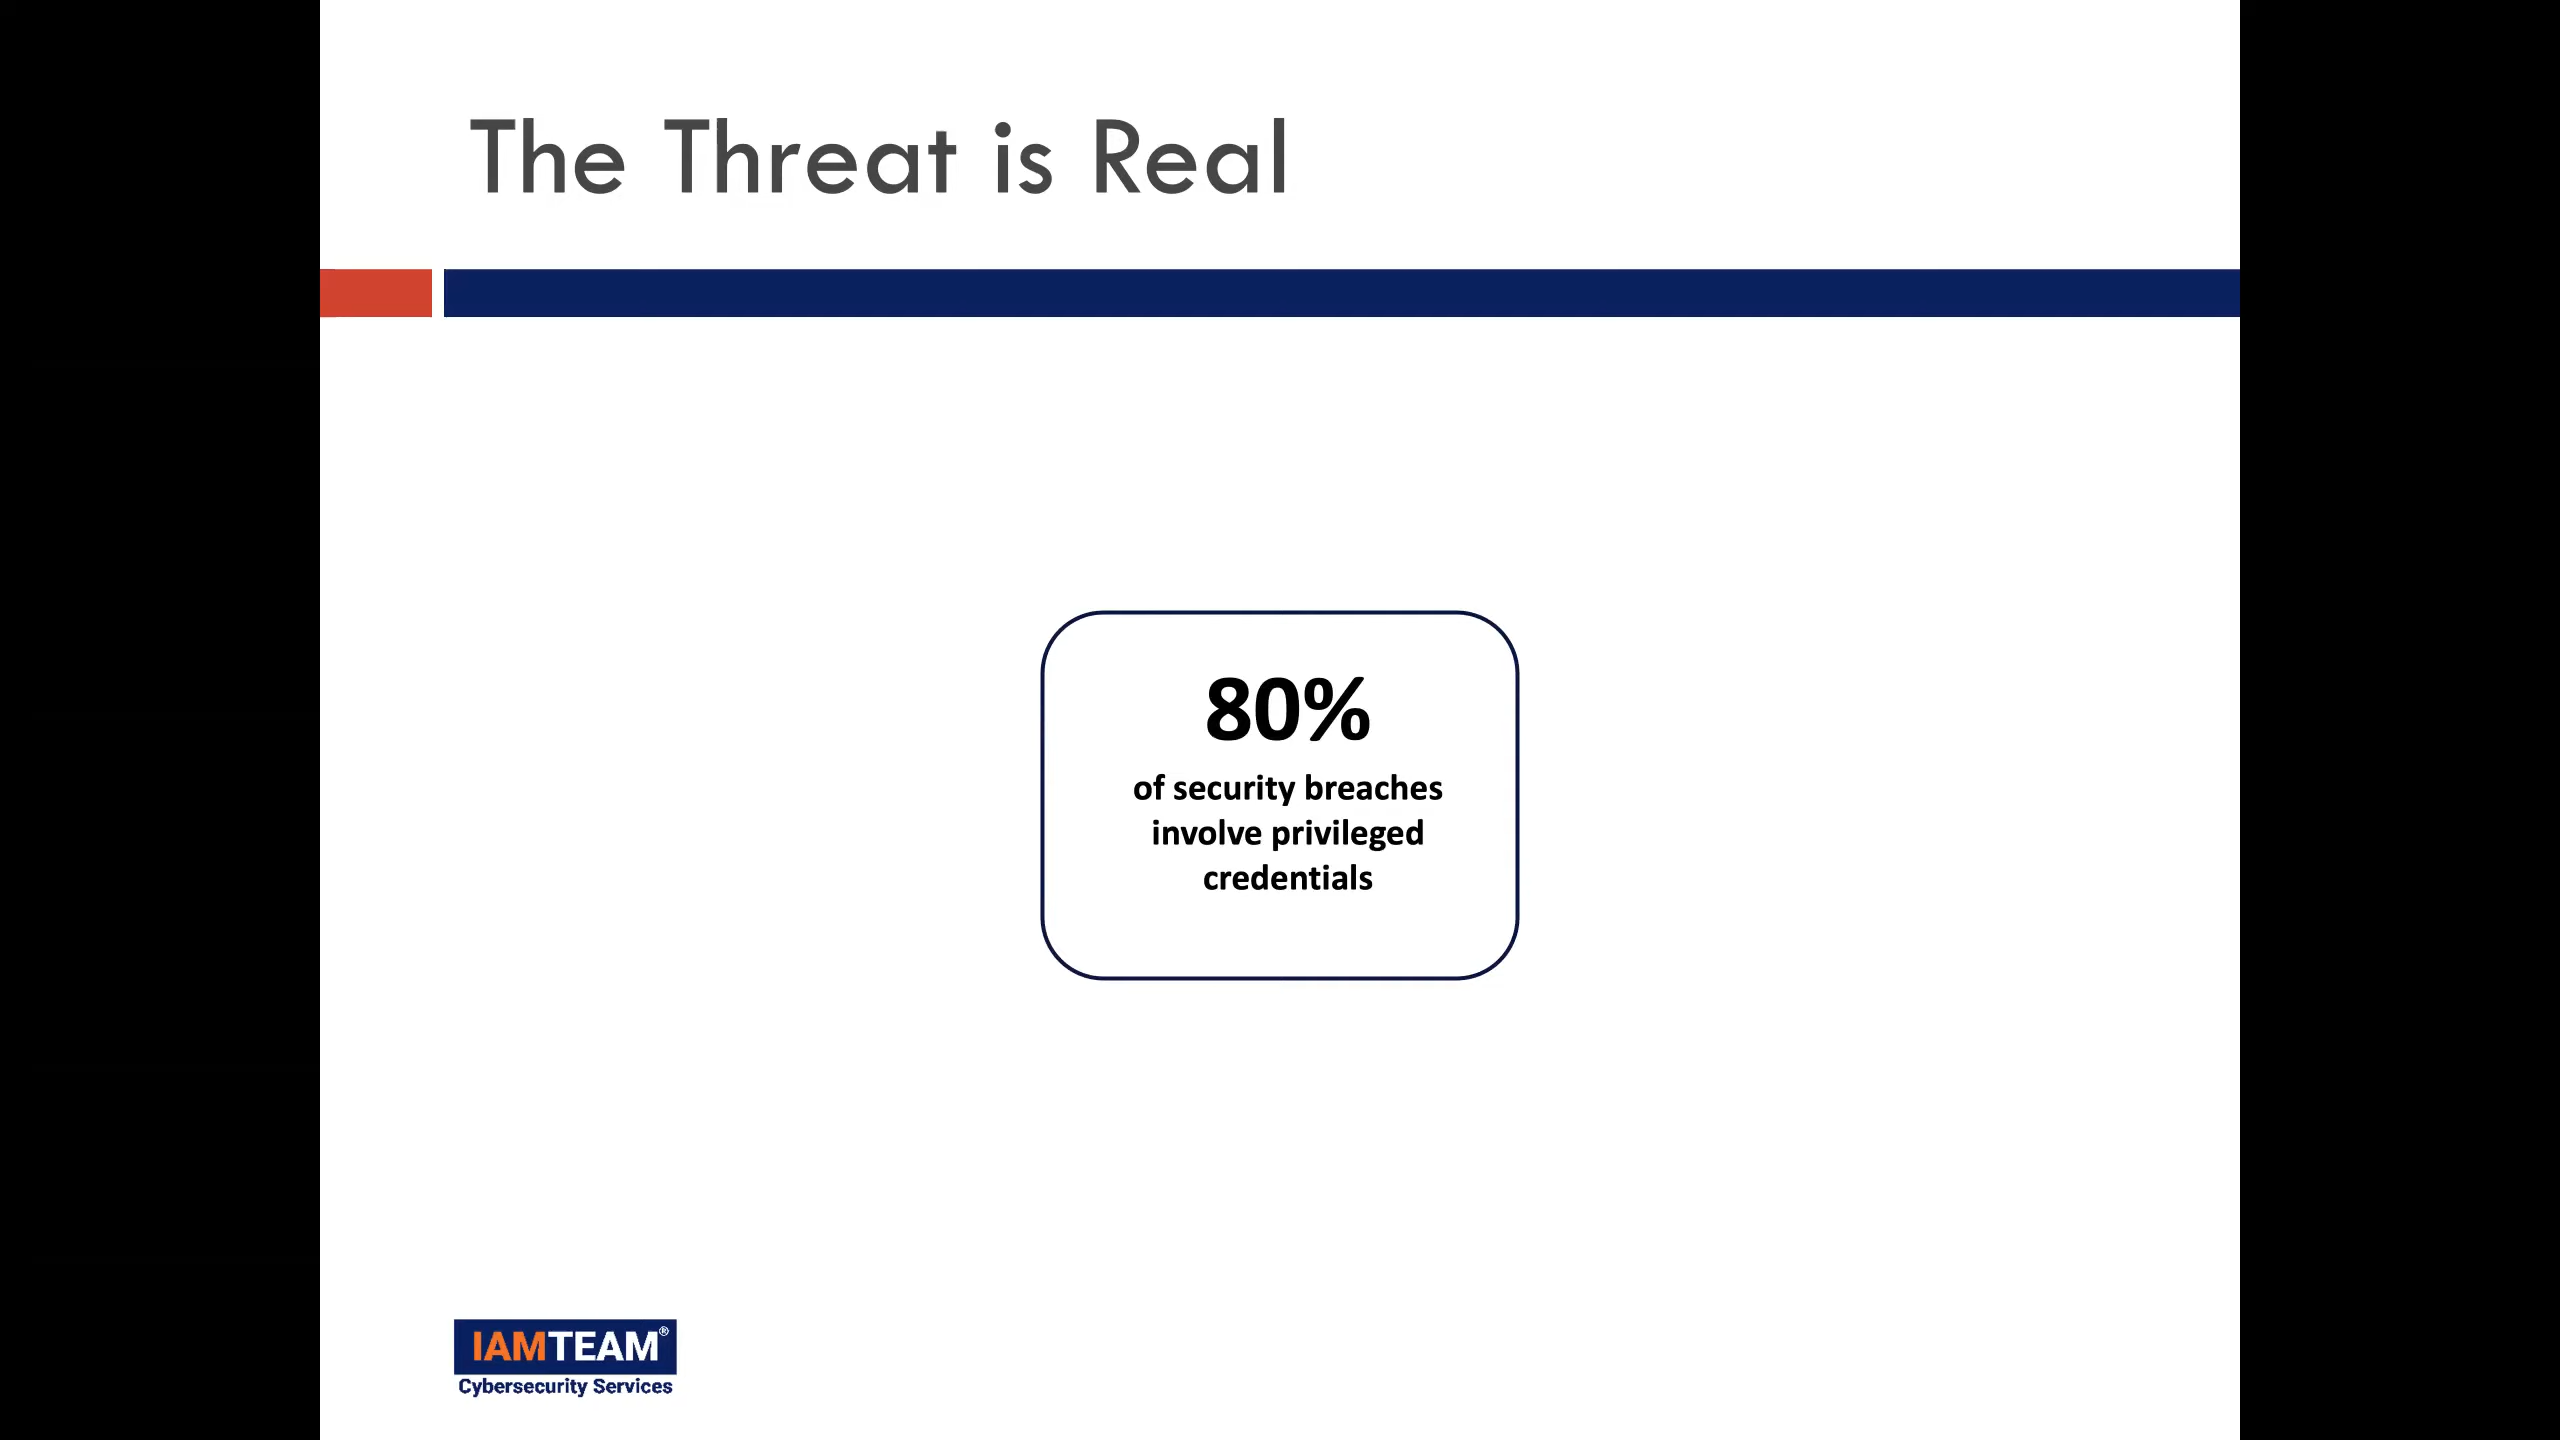 The Threat is Real
80%
of security breaches
involve privileged
credentials
IAMTEAM®
Cybersecurity Services